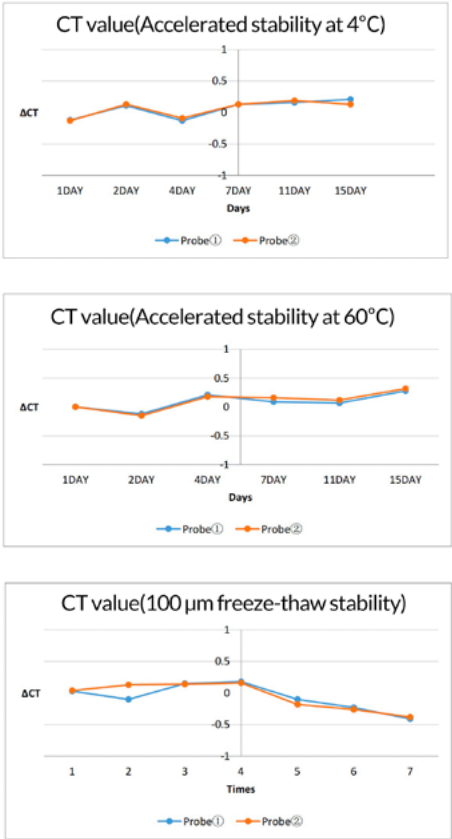 CT value(Accelerated stability at 4°C)
1
0.5
ΔCT
0
-0.5
-1
1DAY 2DAY 4DAY 7DAY 11DAY 15DAY
Days
Probe① Probe②
CT value(Accelerated stability at 60°C)
1
0.5
ΔCT
0
-0.5
-1
1DAY 2DAY 4DAY 7DAY 11DAY 15DAY
Days
Probe① Probe②
CT value(100 μm freeze-thaw stability)
1
0.5
ΔCT
0
-0.5
-1
1 2 3 4 5 6 7
Times
Probe① Probe②